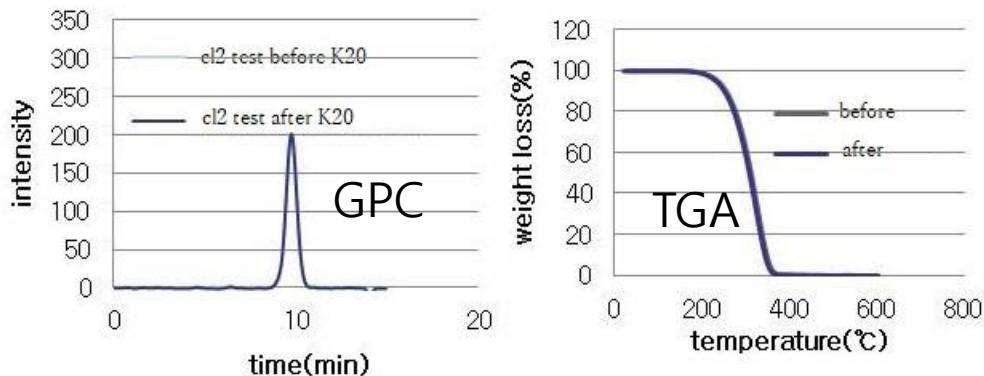 350
300
250
200
150
100
50
0
intensity
cl2 test before K20
cl2 test after K20
GPC
0
10
20
time(min)
120
100
80
60
40
20
0
weight loss(%)
before
after
TGA
0
200
400
600
800
temperature(℃)